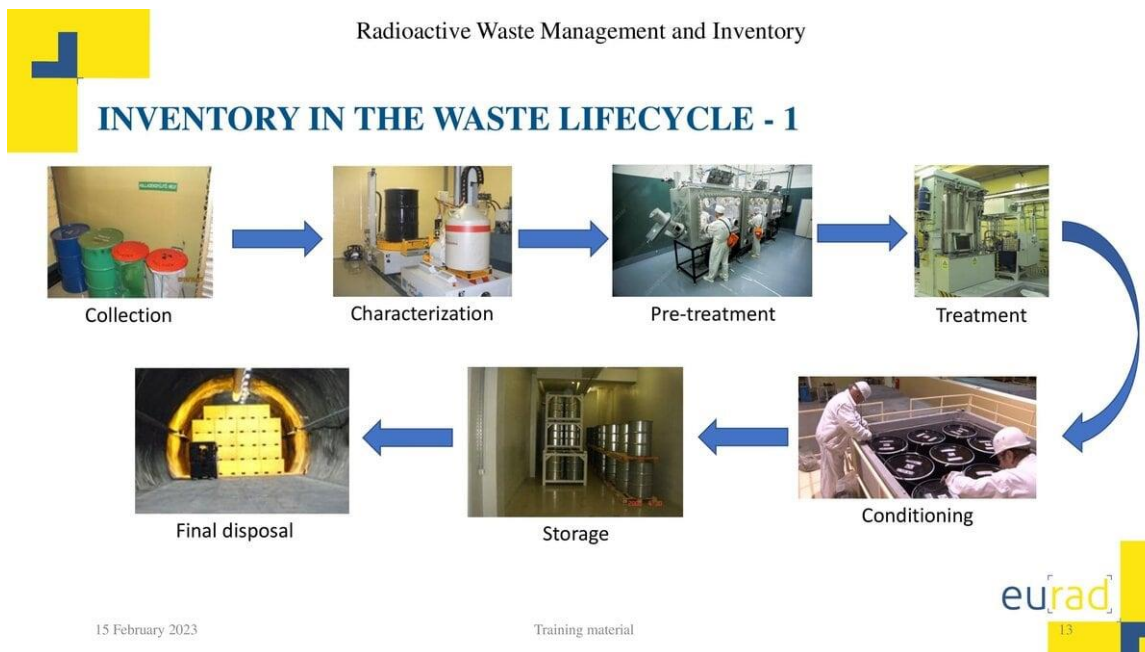 Radioactive Waste Management and Inventory
INVENTORY IN THE WASTE LIFECYCLE - 1
Collection
Characterization
Pre-treatment
Treatment
Final disposal
Storage
Conditioning
eurad
15 February 2023
Training material
13